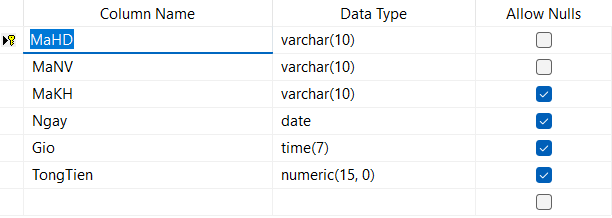 Column Name Data Type Allow Nulls
MaHD varchar(10)
MaNV varchar(10)
MaKH varchar(10)
Ngay date
Gio time(7)
TongTien numeric(15, 0)